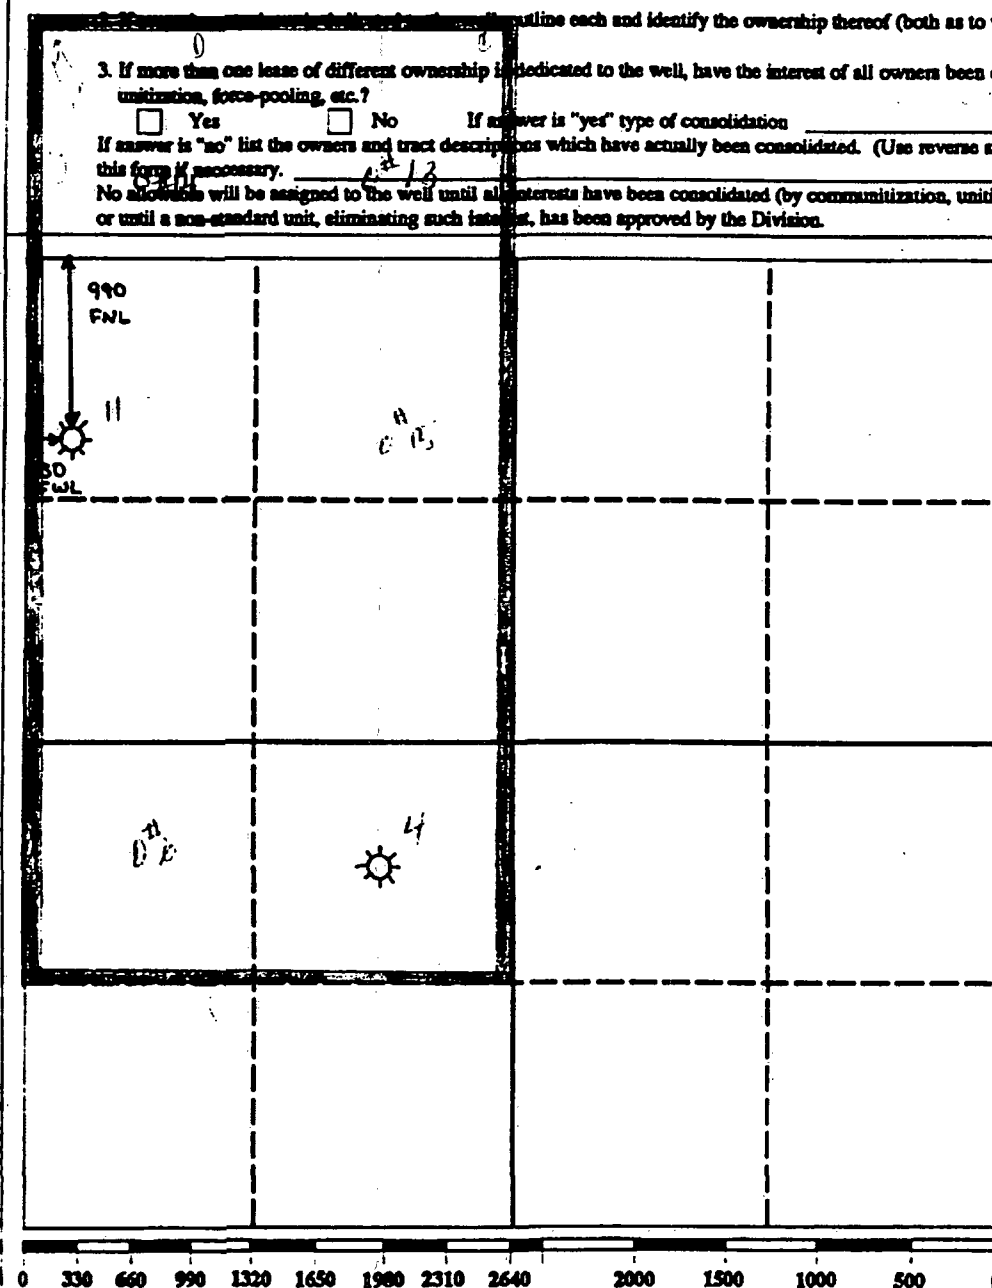 outline each and identify the ownership thereof (both as to
3. If more than one lease of different ownership is dedicated to the well, have the interest of all owners been
unitization, force-pooling, etc.?
Yes No If answer is "yes" type of consolidation
If answer is "no" list the owners and tract descriptions which have actually been consolidated. (Use reverse
this form if neccessary.
13
No allowable will be assigned to the well until all interests have been consolidated (by communitization,
or until a non-standard unit, eliminating such interest, has been approved by the Division.
990
FNL
11
FWL
4
0 330 660 990 1320 1650 1980 2310 2640 2000 1500 1000 500